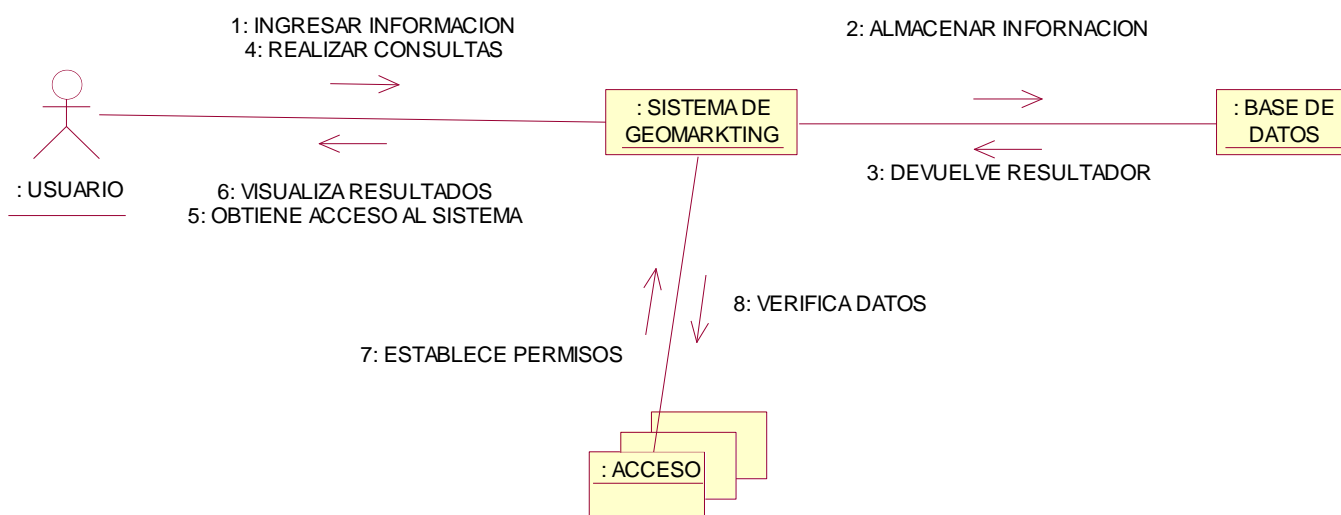 1: INGRESAR INFORMACION
4: REALIZAR CONSULTAS
2: ALMACENAR INFORNACION
: SISTEMA DE
GEOMARKTING
: BASE DE
DATOS
: USUARIO
6: VISUALIZA RESULTADOS
5: OBTIENE ACCESO AL SISTEMA
3: DEVUELVE RESULTADOR
8: VERIFICA DATOS
7: ESTABLECE PERMISOS
: ACCESO